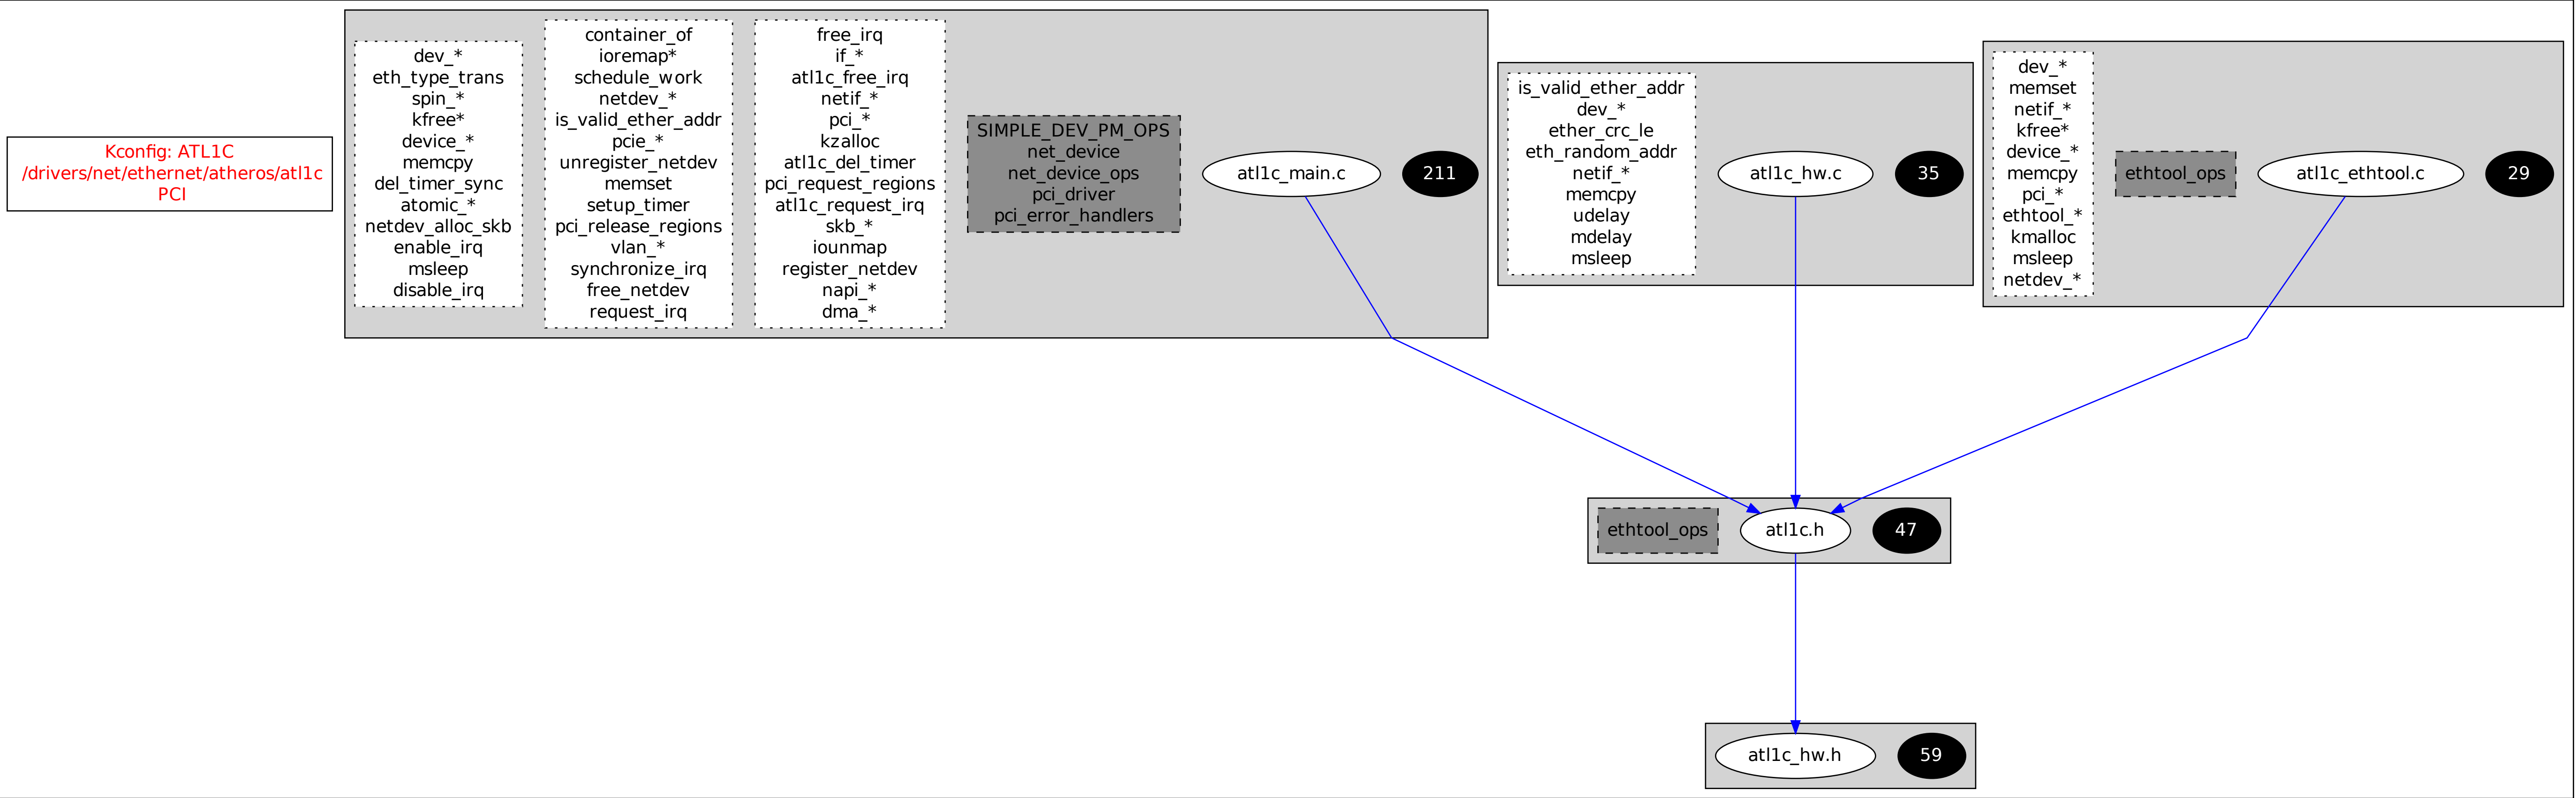 Kconfig: ATL1C
/drivers/net/ethernet/atheros/atl1c
PCI
dev_*
eth_type_trans
spin_*
kfree*
device_*
memcpy
del_timer_sync
atomic_*
netdev_alloc_skb
enable_irq
msleep
disable_irq
container_of
ioremap*
schedule_work
netdev_*
is_valid_ether_addr
pcie_*
unregister_netdev
memset
setup_timer
pci_release_regions
vlan_*
synchronize_irq
free_netdev
request_irq
free_irq
if_*
atl1c_free_irq
netif_*
pci_*
kzalloc
atl1c_del_timer
pci_request_regions
atl1c_request_irq
skb_*
iounmap
register_netdev
napi_*
dma_*
SIMPLE_DEV_PM_OPS
net_device
net_device_ops
pci_driver
pci_error_handlers
atl1c_main.c
211
is_valid_ether_addr
dev_*
ether_crc_le
eth_random_addr
netif_*
memcpy
udelay
mdelay
msleep
atl1c_hw.c
35
dev_*
memset
netif_*
kfree*
device_*
memcpy
pci_*
ethtool_*
kmalloc
msleep
netdev_*
ethtool_ops
atl1c_ethtool.c
29
ethtool_ops
atl1c.h
47
atl1c_hw.h
59